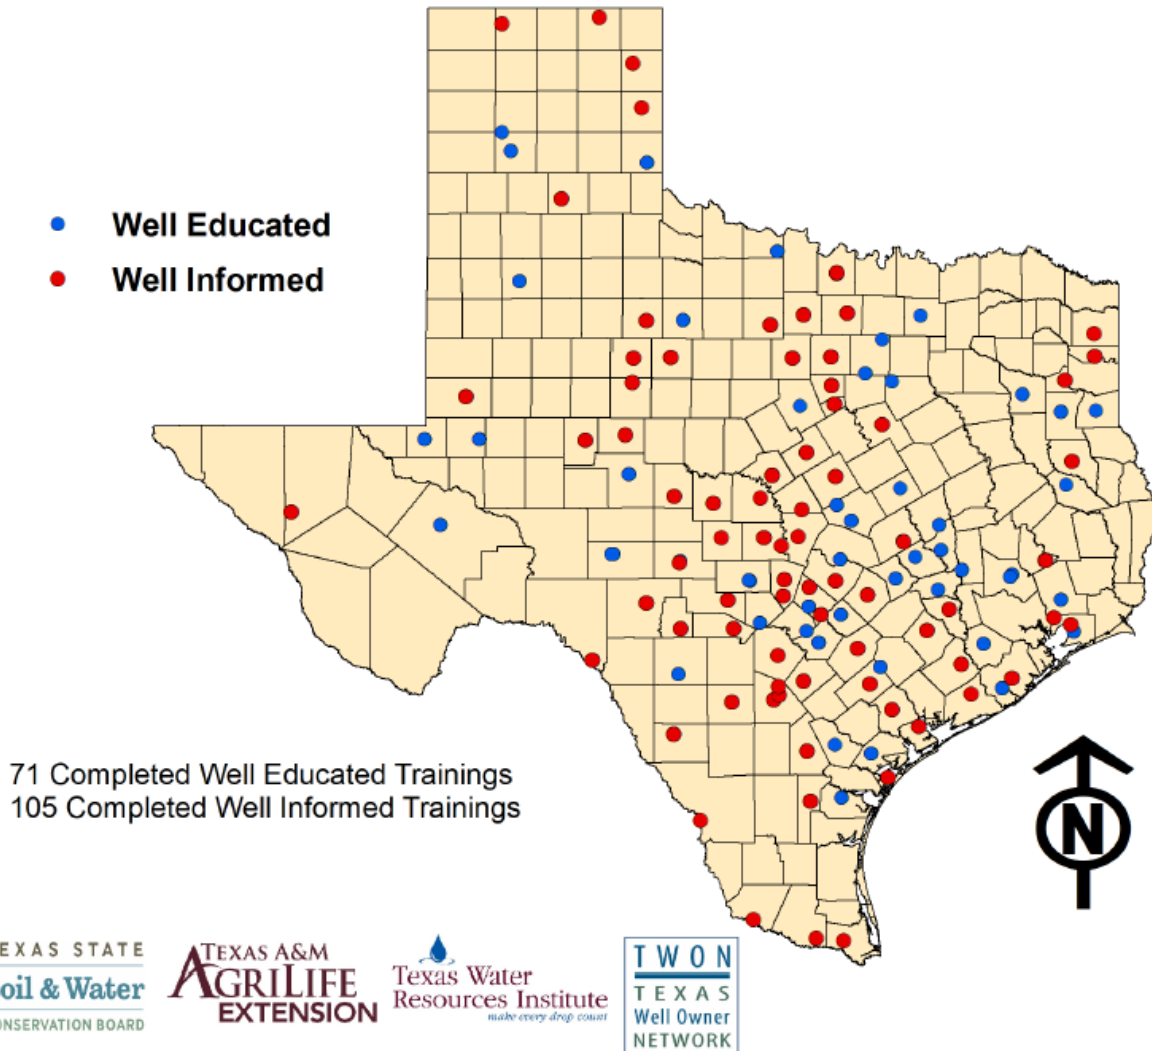 Well Educated
Well Informed
71 Completed Well Educated Trainings
105 Completed Well Informed Trainings
N
EXAS STATE
oil & Water
ONSERVATION BOARD
TEXAS A&M
AGRILIFE
EXTENSION
Texas Water
Resources Institute
make every drop count
TWON
TEXAS
Well Owner
NETWORK